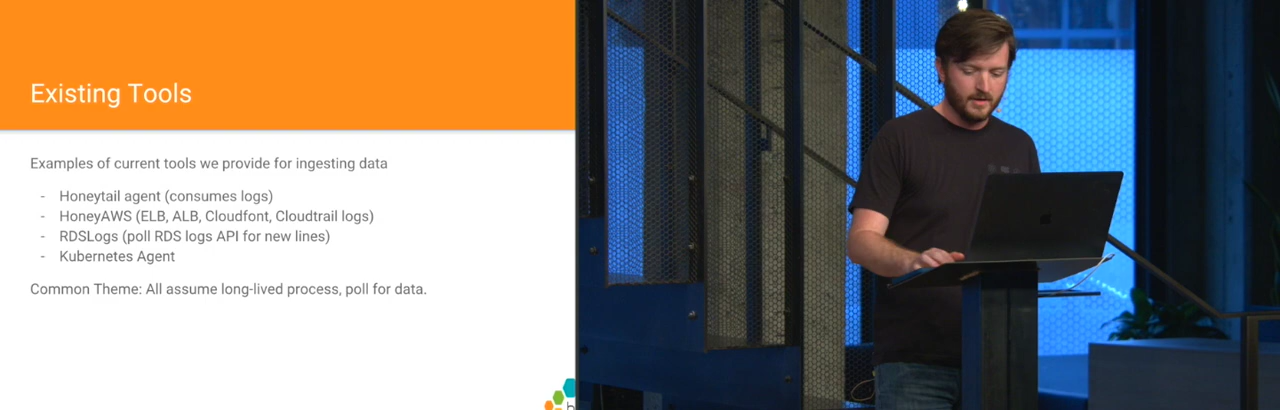 Existing Tools
Examples of current tools we provide for ingesting data
- Honeytail agent (consumes logs)
- HoneyAWS (ELB, ALB, Cloudfont, Cloudtrail logs)
- RDSLogs (poll RDS logs API for new lines)
- Kubernetes Agent
Common Theme: All assume long-lived process, poll for data.